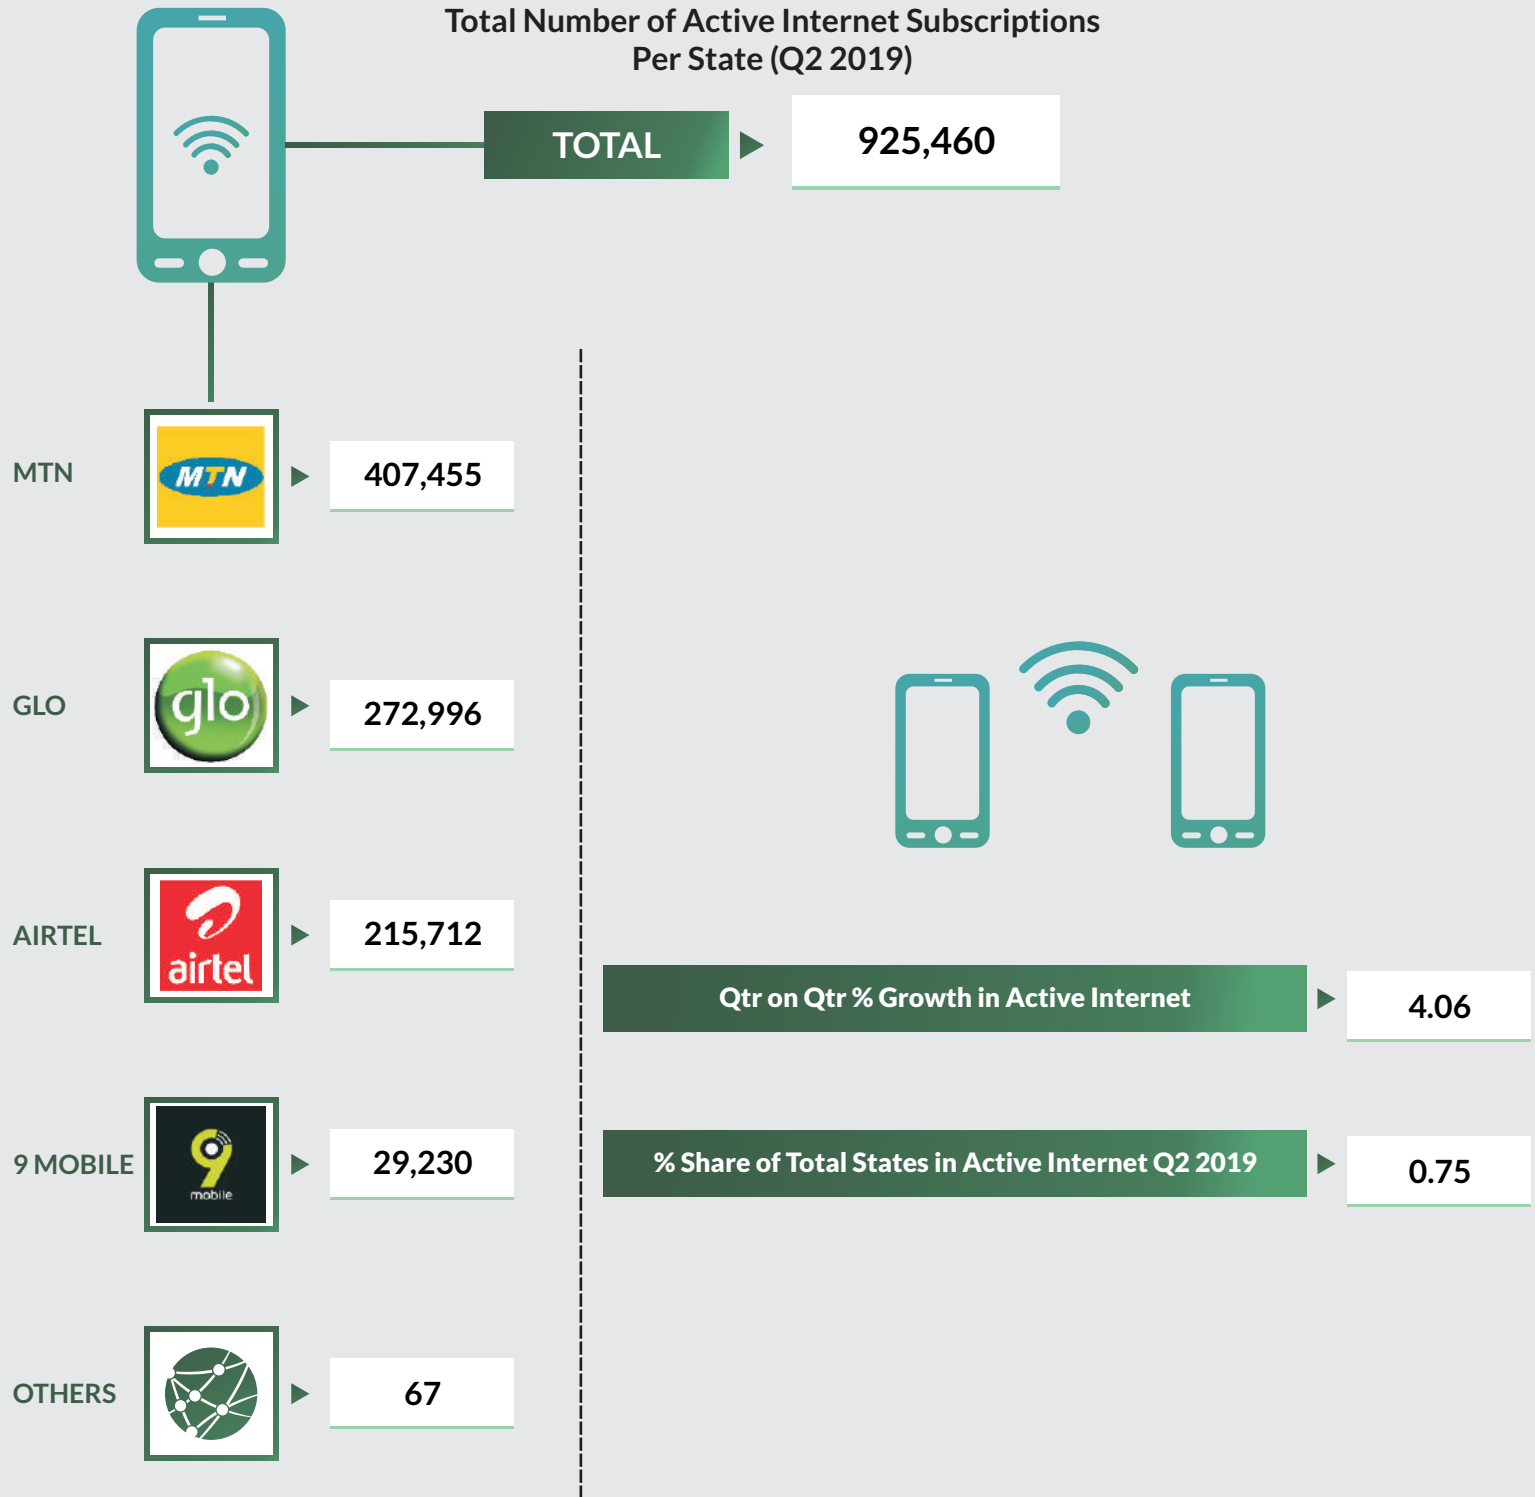 Total Number of Active Internet Subscriptions
Per State (Q2 2019)
TOTAL
925,460
MTN
MTN
407,455
GLO
glo
272,996
AIRTEL
airtel
215,712
Qtr on Qtr % Growth in Active Internet
4.06
9 MOBILE
9
mobile
29,230
% Share of Total States in Active Internet Q2 2019
0.75
OTHERS
67